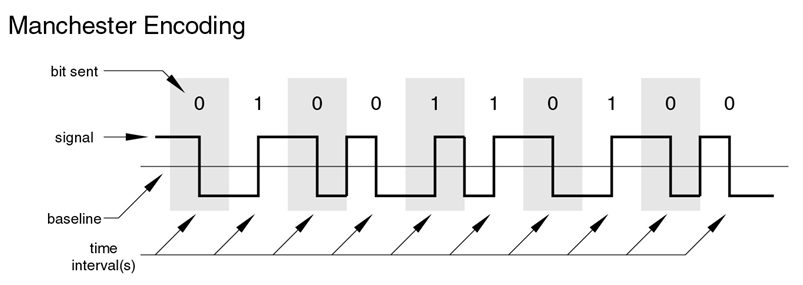 Manchester Encoding
bit sent
0 1 0 0 1 1 0 1 0 0
signal
baseline
time
interval(s)